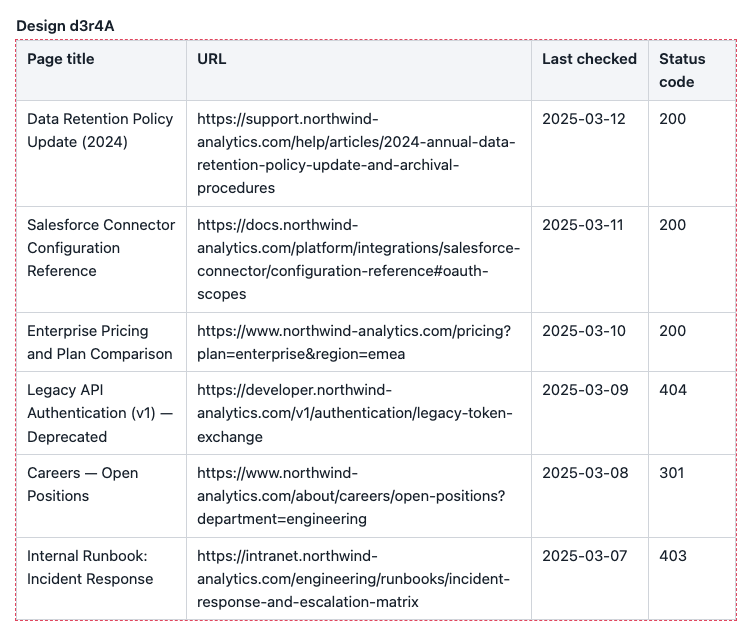 Design d3r4A
Page title URL Last checked Status
code
Data Retention Policy
Update (2024)
https://support.northwind-
analytics.com/help/articles/2024-annual-data-
retention-policy-update-and-archival-
procedures
2025-03-12
200
Salesforce Connector
Configuration
Reference
https://docs.northwind-
analytics.com/platform/integrations/salesforce-
connector/configuration-reference#oauth-
scopes
2025-03-11
200
Enterprise Pricing
and Plan Comparison
https://www.northwind-analytics.com/pricing?
plan=enterprise&region=emea
2025-03-10
200
Legacy API
Authentication (v1) —
Deprecated
https://developer.northwind-
analytics.com/v1/authentication/legacy-token-
exchange
2025-03-09
404
Careers — Open
Positions
https://www.northwind-
analytics.com/about/careers/open-positions?
department=engineering
2025-03-08
301
Internal Runbook:
Incident Response
https://intranet.northwind-
analytics.com/engineering/runbooks/incident-
response-and-escalation-matrix
2025-03-07
403